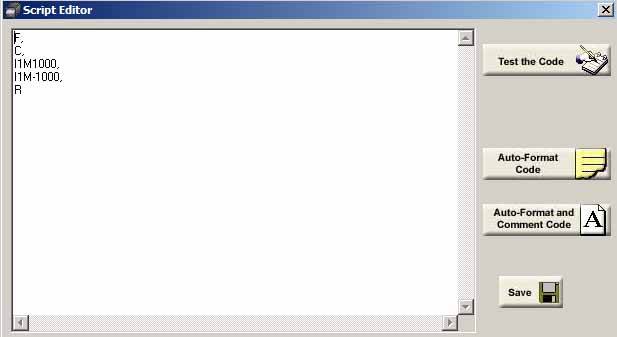 Script Editor
F,
C,
I1M1000,
I1M-1000,
R
Test the Code
Auto-Format
Code
Auto-Format and
Comment Code
A
Save